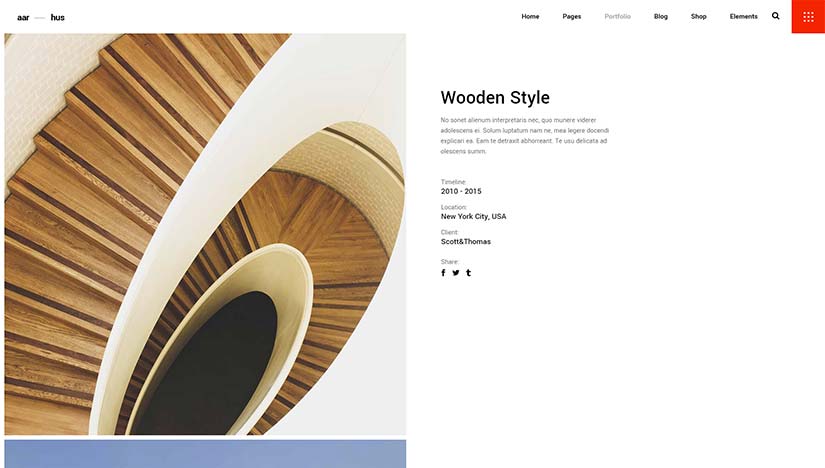 aar — hus
Home Pages Portfolio Blog Shop Elements
Wooden Style
No sonet alienum interpretaris nec, quo munere viderer
adolescens ei. Solum luptatum nam ne, mea legere docendi
explicari ea. Eam te detraxit abhorreant. Te usu delicata ad
olescens summ.
Timeline:
2010 - 2015
Location:
New York City, USA
Client:
Scott&Thomas
Share: